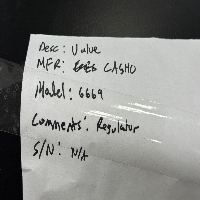 Desc: Valve
MFR: CASHO
Model: 6669
Comments: Regulator
S/N: N/A